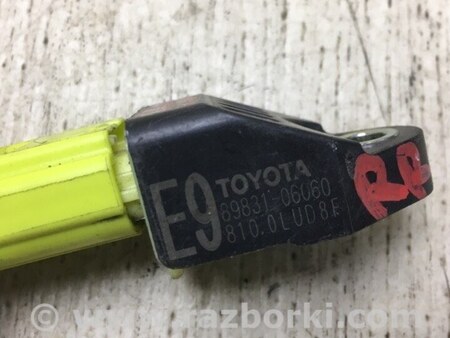 E9
TOYOTA
89831-06060
810.0LUD8E
RR
© www.razborki.com